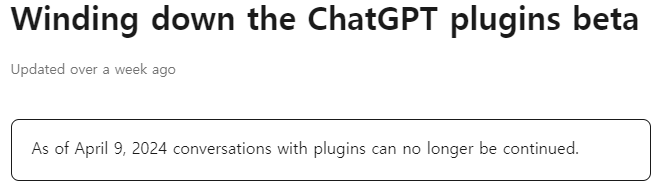 Winding down the ChatGPT plugins beta
Updated over a week ago
As of April 9, 2024 conversations with plugins can no longer be continued.